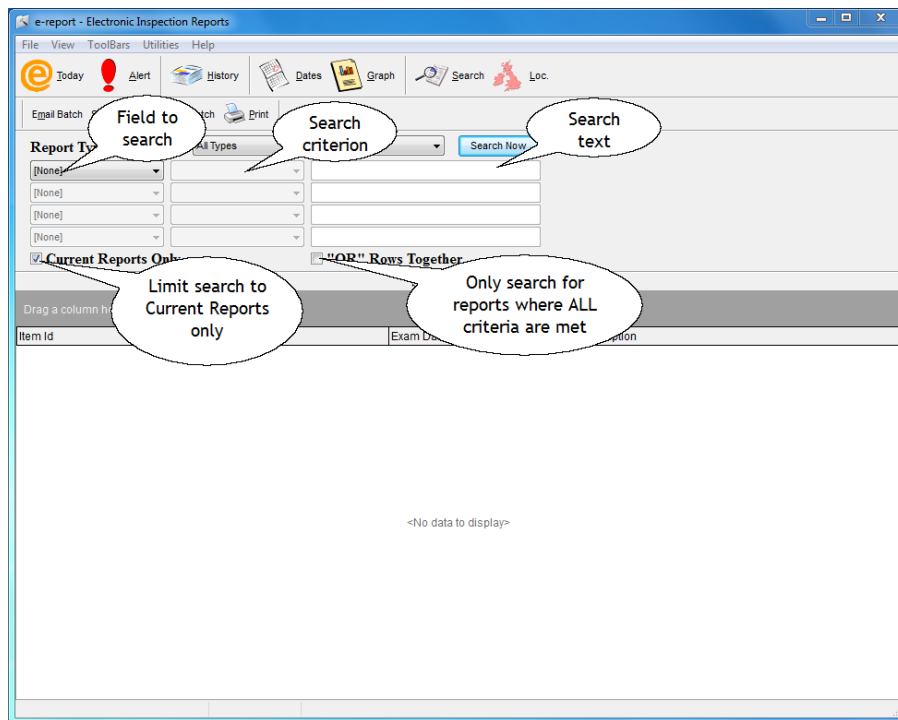 e-report - Electronic Inspection Reports
File View ToolBars Utilities Help
Today Alert History Dates Graph Search Loc.
Email Batch Print
Field to
search
Search
criterion
Search
text
Report All Types Search Now
[None]
[None]
[None]
[None]
Current Reports Only "OR" Rows Together
Limit search to
Current Reports
only
Only search for
reports where ALL
criteria are met
Drag a column
Item Id Exam
<No data to display>